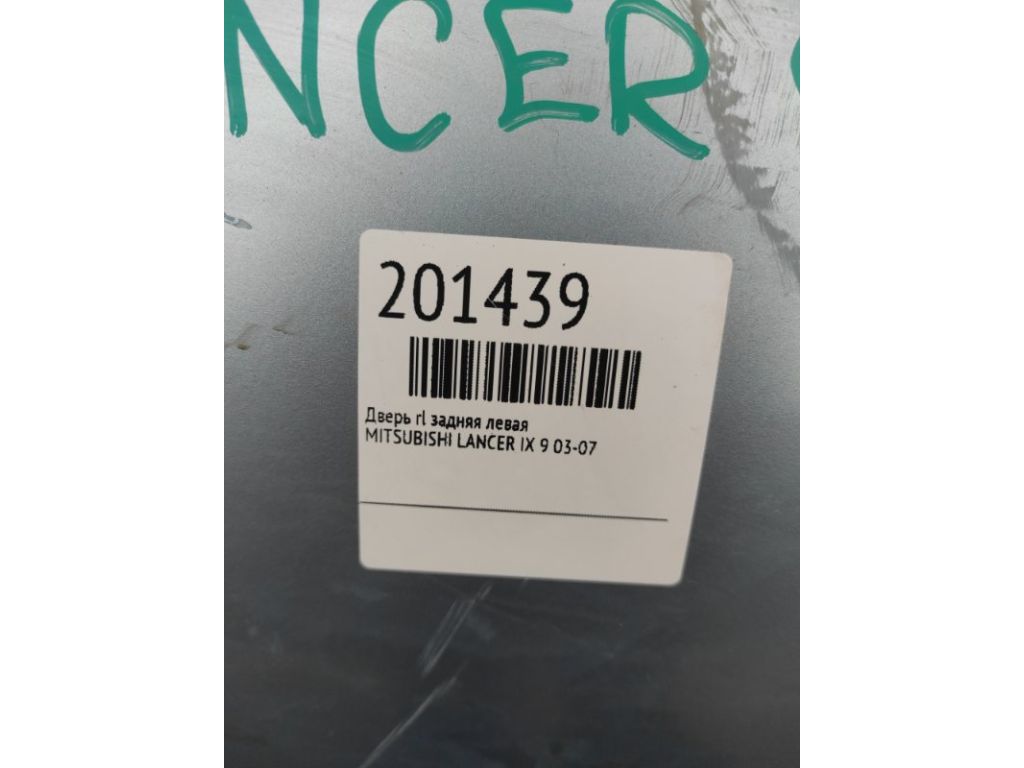 NCER
201439
Дверь rl задняя левая
MITSUBISHI LANCER IX 9 03-07